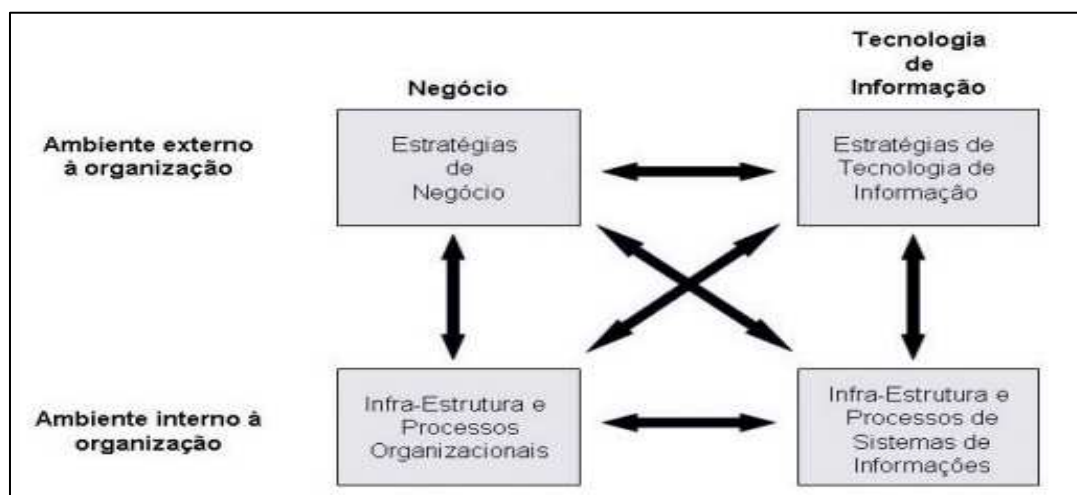 Negócio
Tecnologia
de
Informação
Ambiente externo
à organização
Estratégias
de
Negócio
Estratégias de
Tecnologia de
Informação
Ambiente interno à
organização
Infra-Estrutura e
Processos
Organizacionais
Infra-Estrutura e
Processos de
Sistemas de
Informações